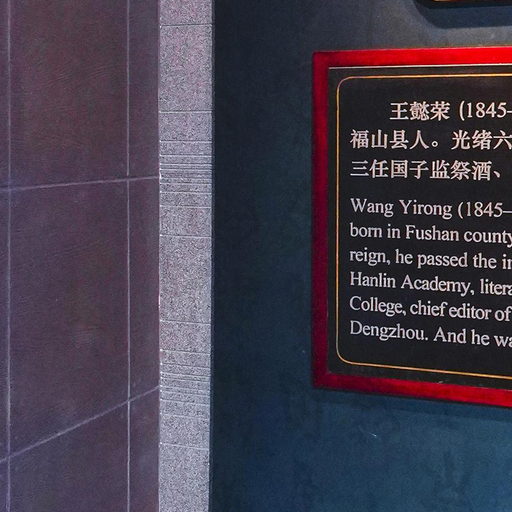 王懿荣 (1845–
福山县人。光绪六
三任国子监祭酒、
Wang Yirong (1845–
born in Fushan county
reign, he passed the in
Hanlin Academy, litera
College, chief editor of
Dengzhou. And he wa